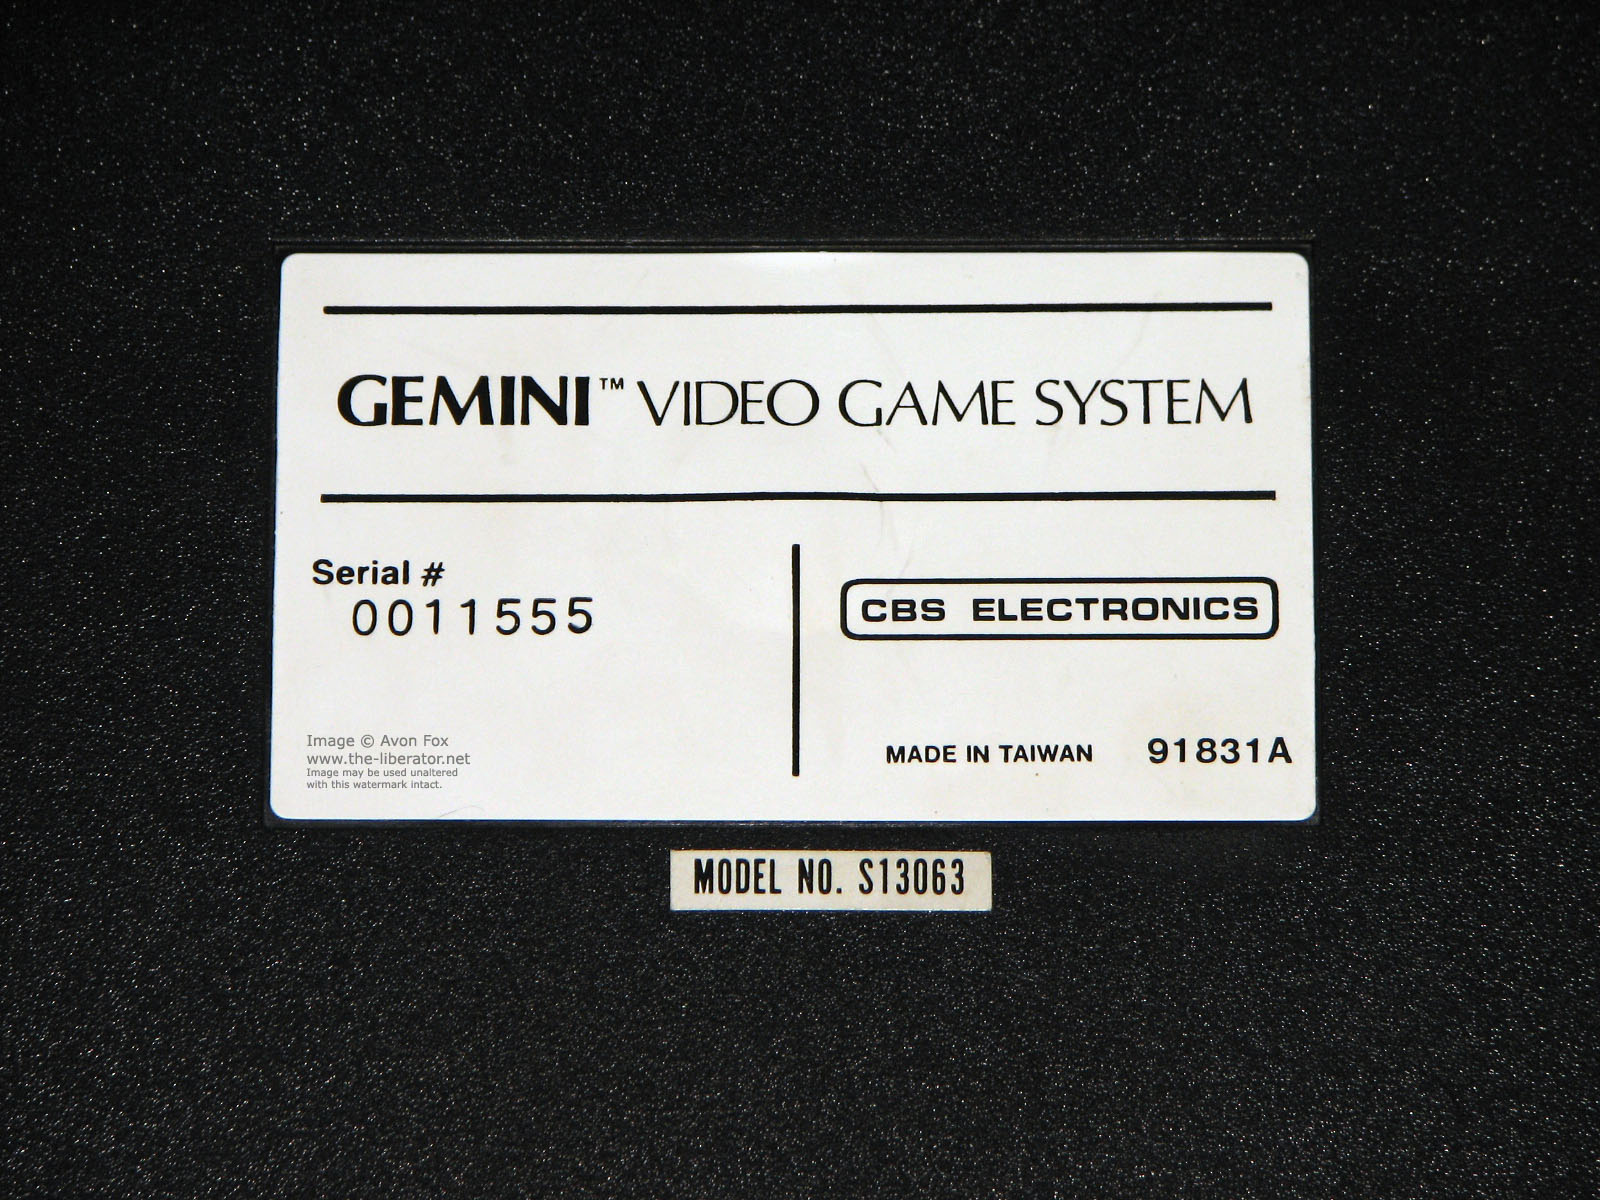 GEMINI™ VIDEO GAME SYSTEM
Serial #
0011555
CBS ELECTRONICS
MADE IN TAIWAN 91831A
Image © Avon Fox
www.the-liberator.net
Image may be used unaltered
with this watermark intact.
MODEL NO. S13063